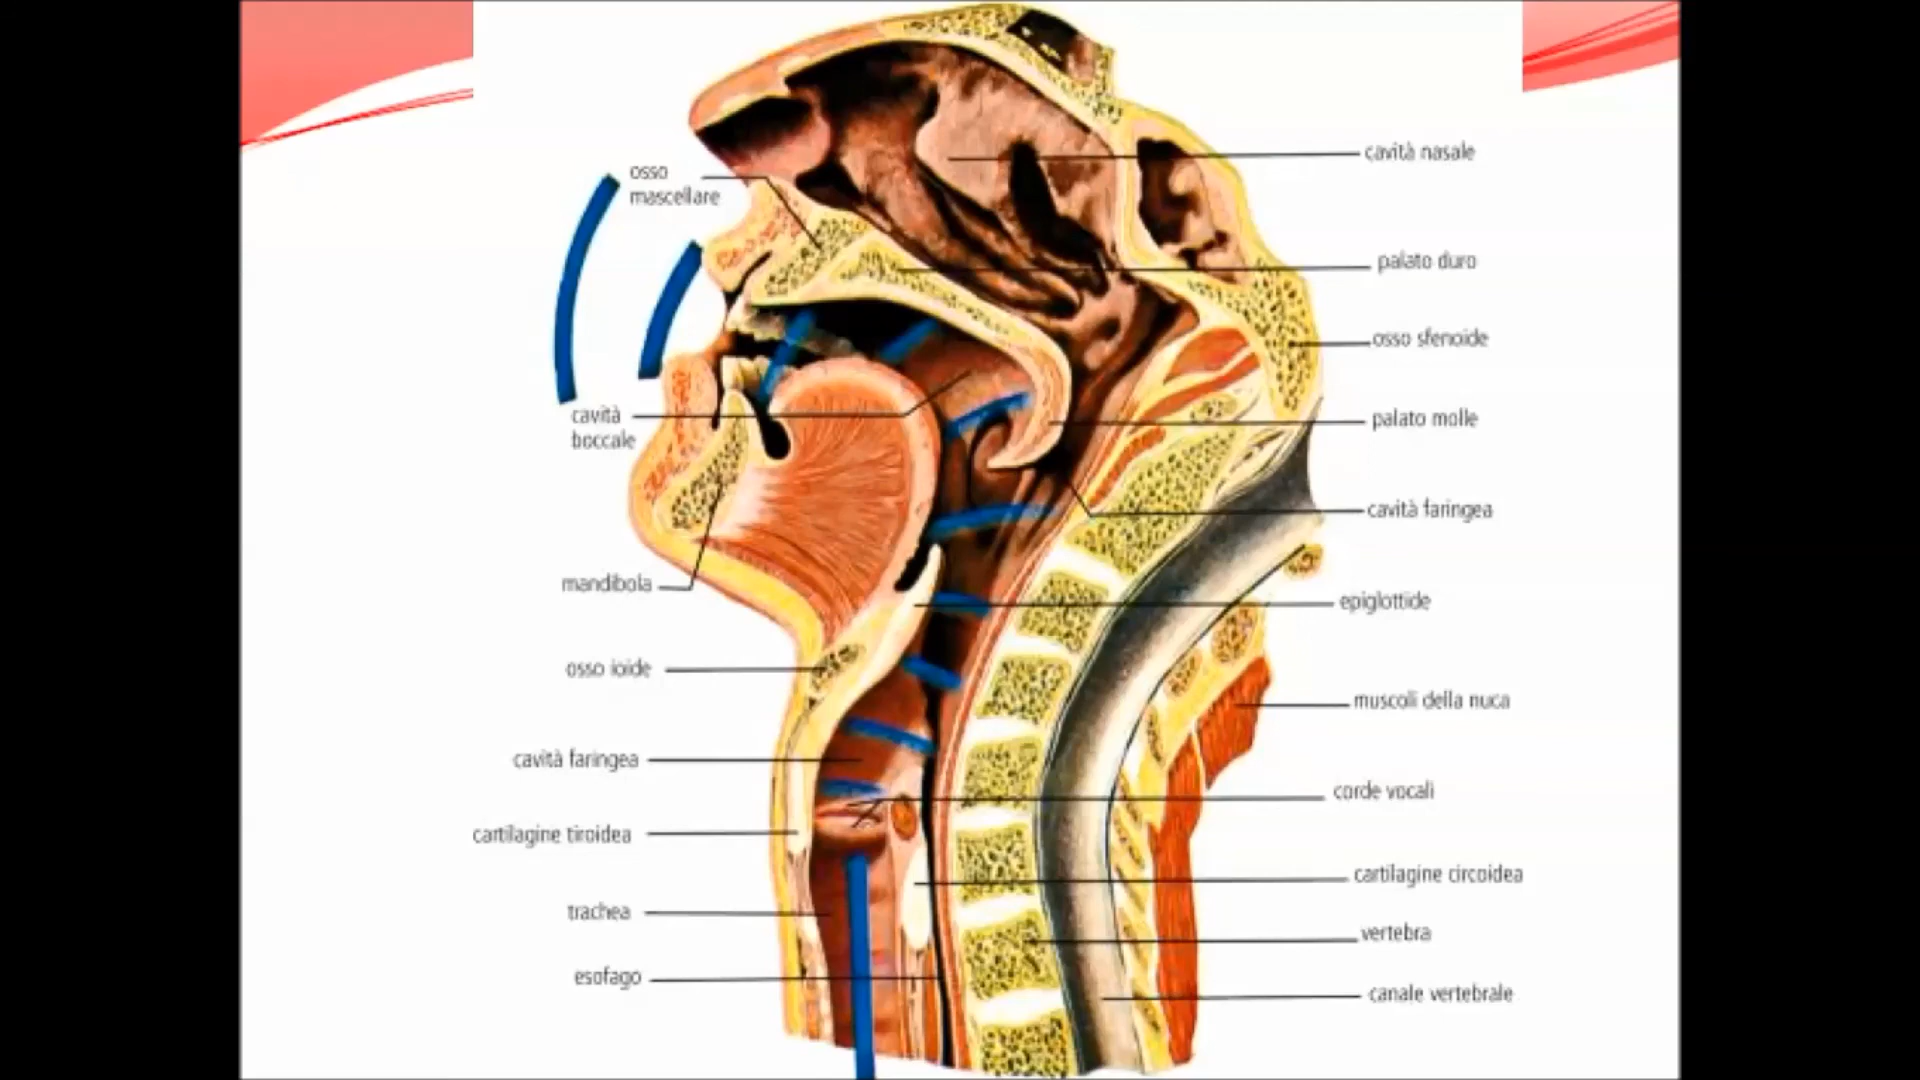 cavità nasale
osso
mascellare
palato duro
osso sfenoide
cavità
boccale
palato molle
cavità faringea
mandibola
epiglottide
osso ioide
muscoli della nuca
cavità faringea
corde vocali
cartilagine tiroidea
cartilagine circoidea
trachea
vertebra
esofago
canale vertebrale